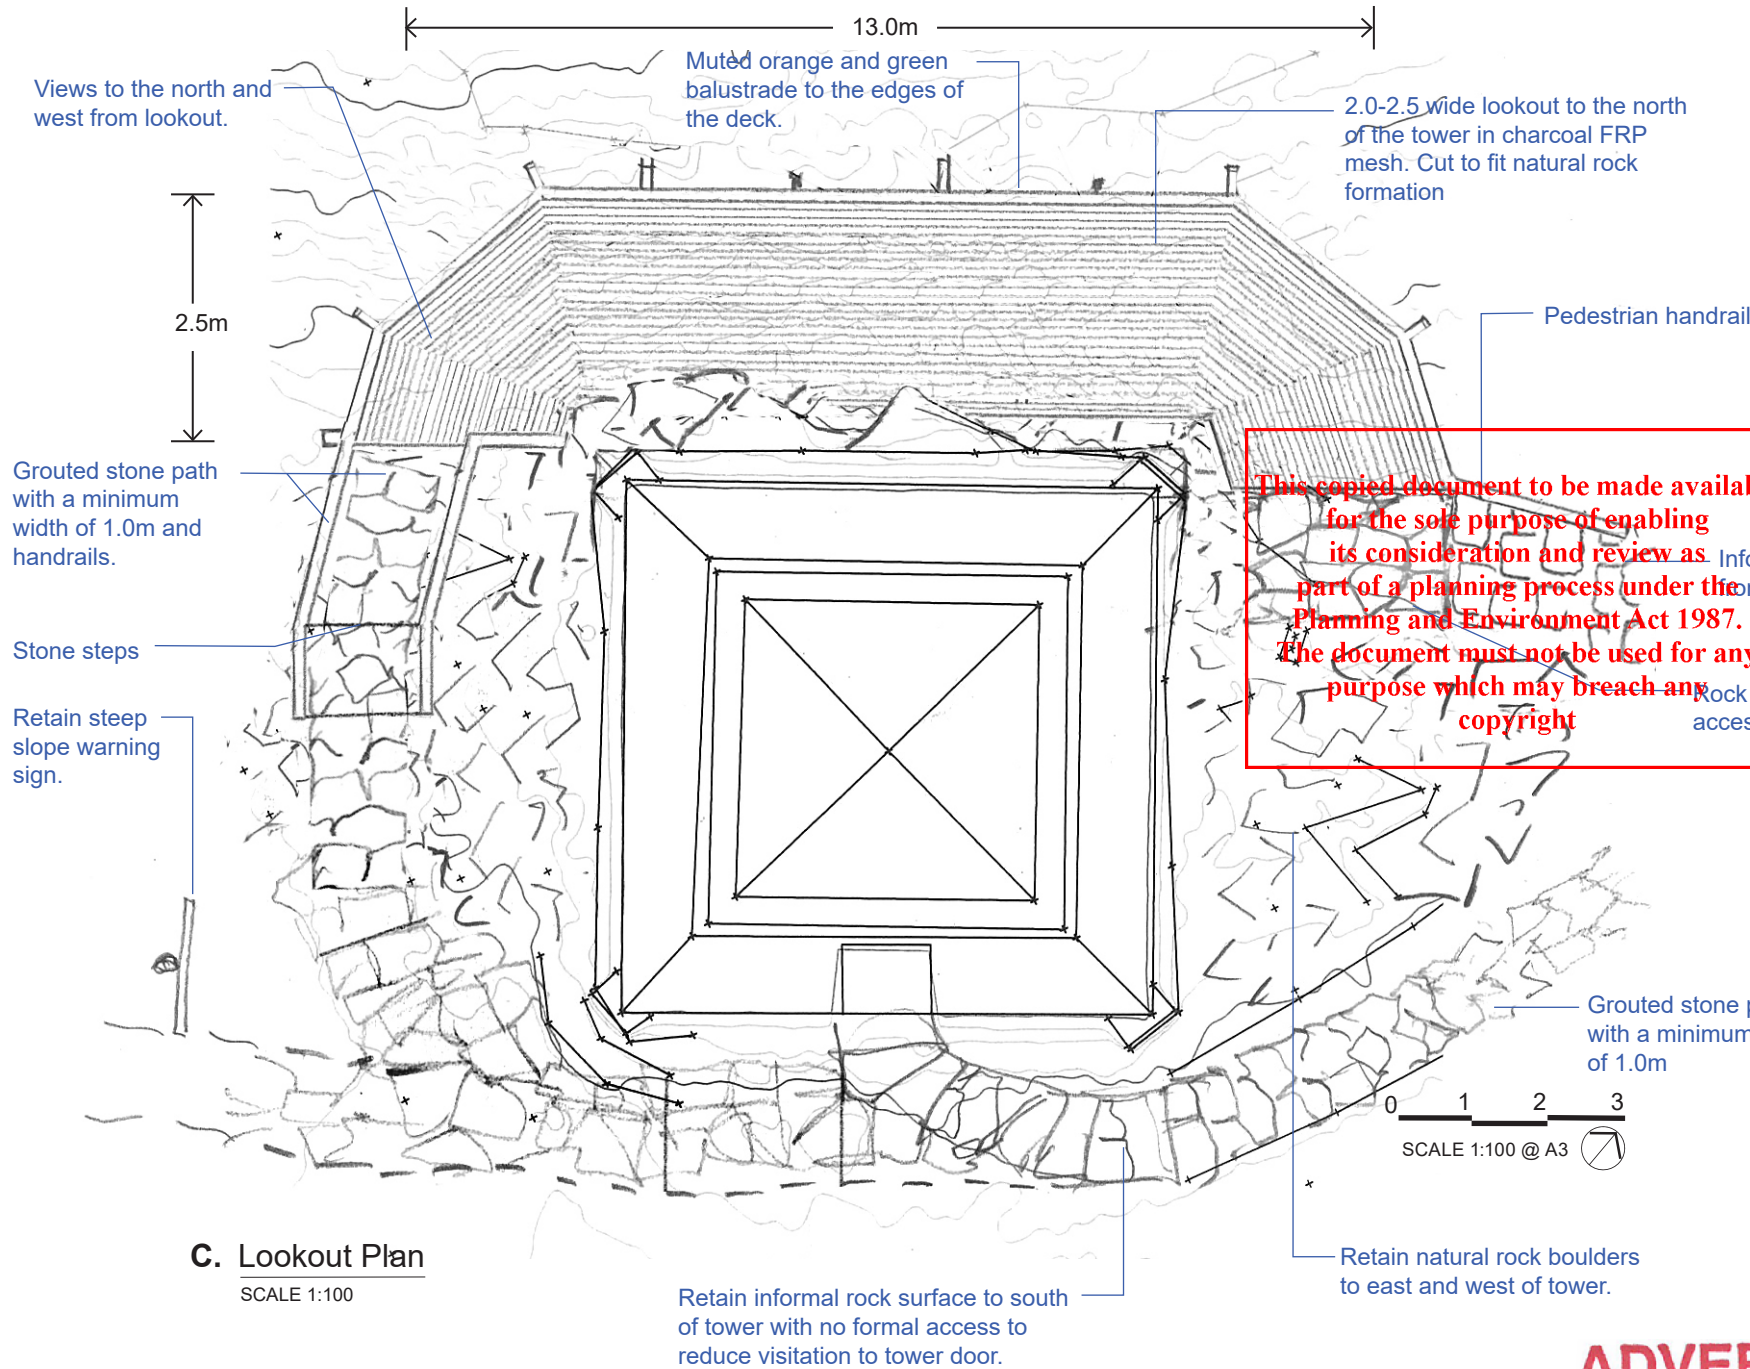 13.0m
Views to the north and
west from lookout.
Muted orange and green
balustrade to the edges of
the deck.
2.0-2.5 wide lookout to the north
of the tower in charcoal FRP
mesh. Cut to fit natural rock
formation
2.5m
Pedestrian handrail
Grouted stone path
with a minimum
width of 1.0m and
handrails.
This copied document to be made availab
for the sole purpose of enabling
its consideration and review as
part of a planning process under the
Planning and Environment Act 1987.
The document must not be used for any
purpose which may breach any
copyright
Stone steps
Rock
acces
Retain steep
slope warning
sign.
Grouted stone p
with a minimum
of 1.0m
0 1 2 3
SCALE 1:100 @ A3
C. Lookout Plan
SCALE 1:100
Retain natural rock boulders
to east and west of tower.
Retain informal rock surface to south
of tower with no formal access to
reduce visitation to tower door.